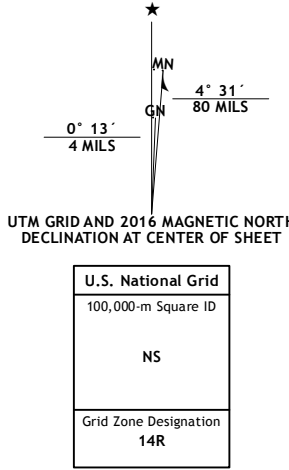 ★
MN
4° 31´
80 MILS
GN
0° 13´
4 MILS
UTM GRID AND 2016 MAGNETIC NORTH
DECLINATION AT CENTER OF SHEET
U.S. National Grid
100,000-m Square ID
NS
Grid Zone Designation
14R